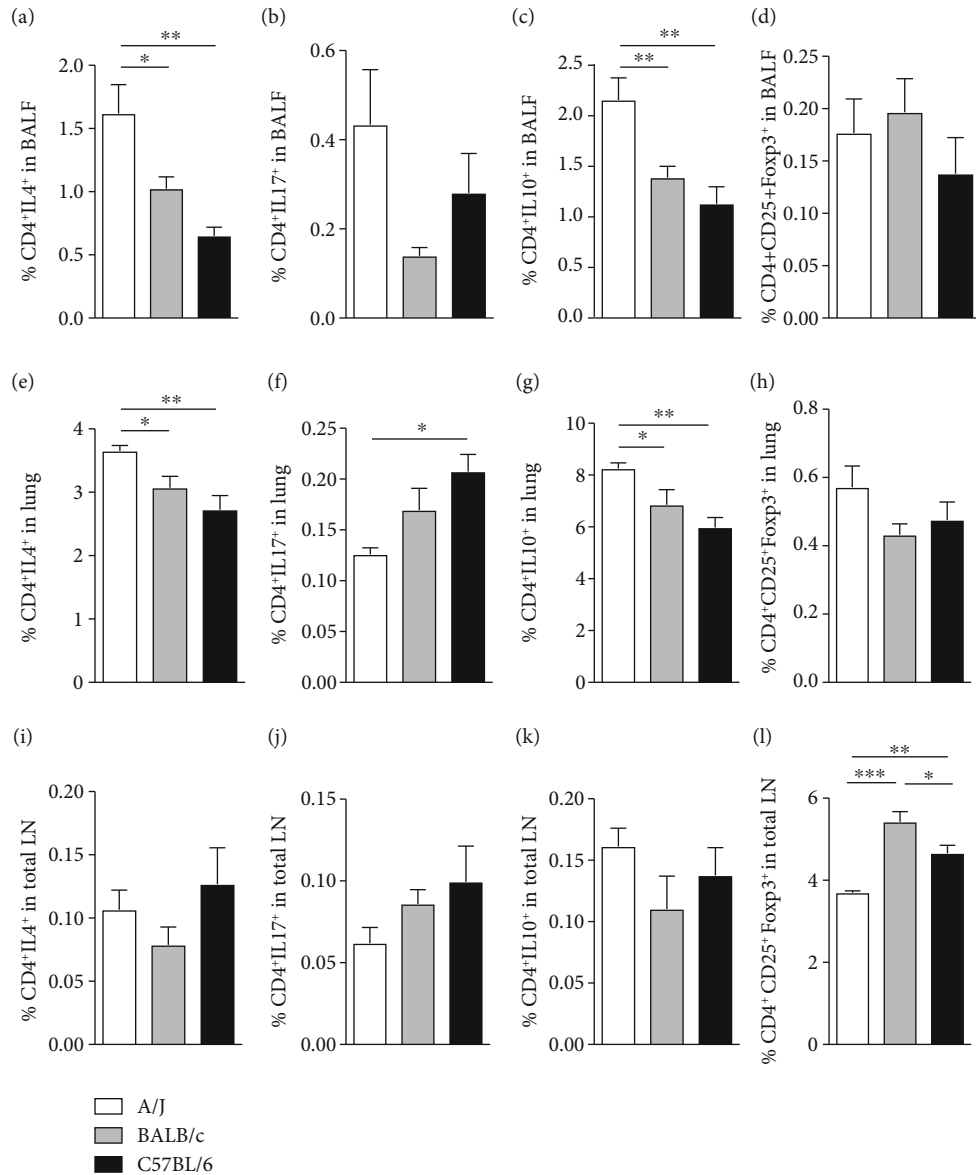 (a)
(b)
(c)
(d)
% CD4⁺IL4⁺ in BALF
2.0
1.5
1.0
0.5
0.0
**
*
% CD4⁺IL17⁺ in BALF
0.6
0.4
0.2
0.0
% CD4⁺IL10⁺ in BALF
2.5
2.0
1.5
1.0
0.5
0.0
**
**
% CD4+CD25+Foxp3⁺ in BALF
0.25
0.20
0.15
0.10
0.05
0.00
(e)
(f)
(g)
(h)
% CD4⁺IL4⁺ in lung
4
3
2
1
0
**
*
% CD4⁺IL17⁺ in lung
0.25
0.20
0.15
0.10
0.05
0.00
*
% CD4⁺IL10⁺ in lung
10
8
6
4
2
0
**
*
% CD4⁺CD25⁺Foxp3⁺ in lung
0.8
0.6
0.4
0.2
0.0
(i)
(j)
(k)
(l)
% CD4⁺IL4⁺ in total LN
0.20
0.15
0.10
0.05
0.00
% CD4⁺IL17⁺ in total LN
0.15
0.10
0.05
0.00
% CD4⁺IL10⁺ in total LN
0.20
0.15
0.10
0.05
0.00
% CD4⁺ CD25⁺ Foxp3⁺ in total LN
6
4
2
0
**
***
*
A/J
BALB/c
C57BL/6